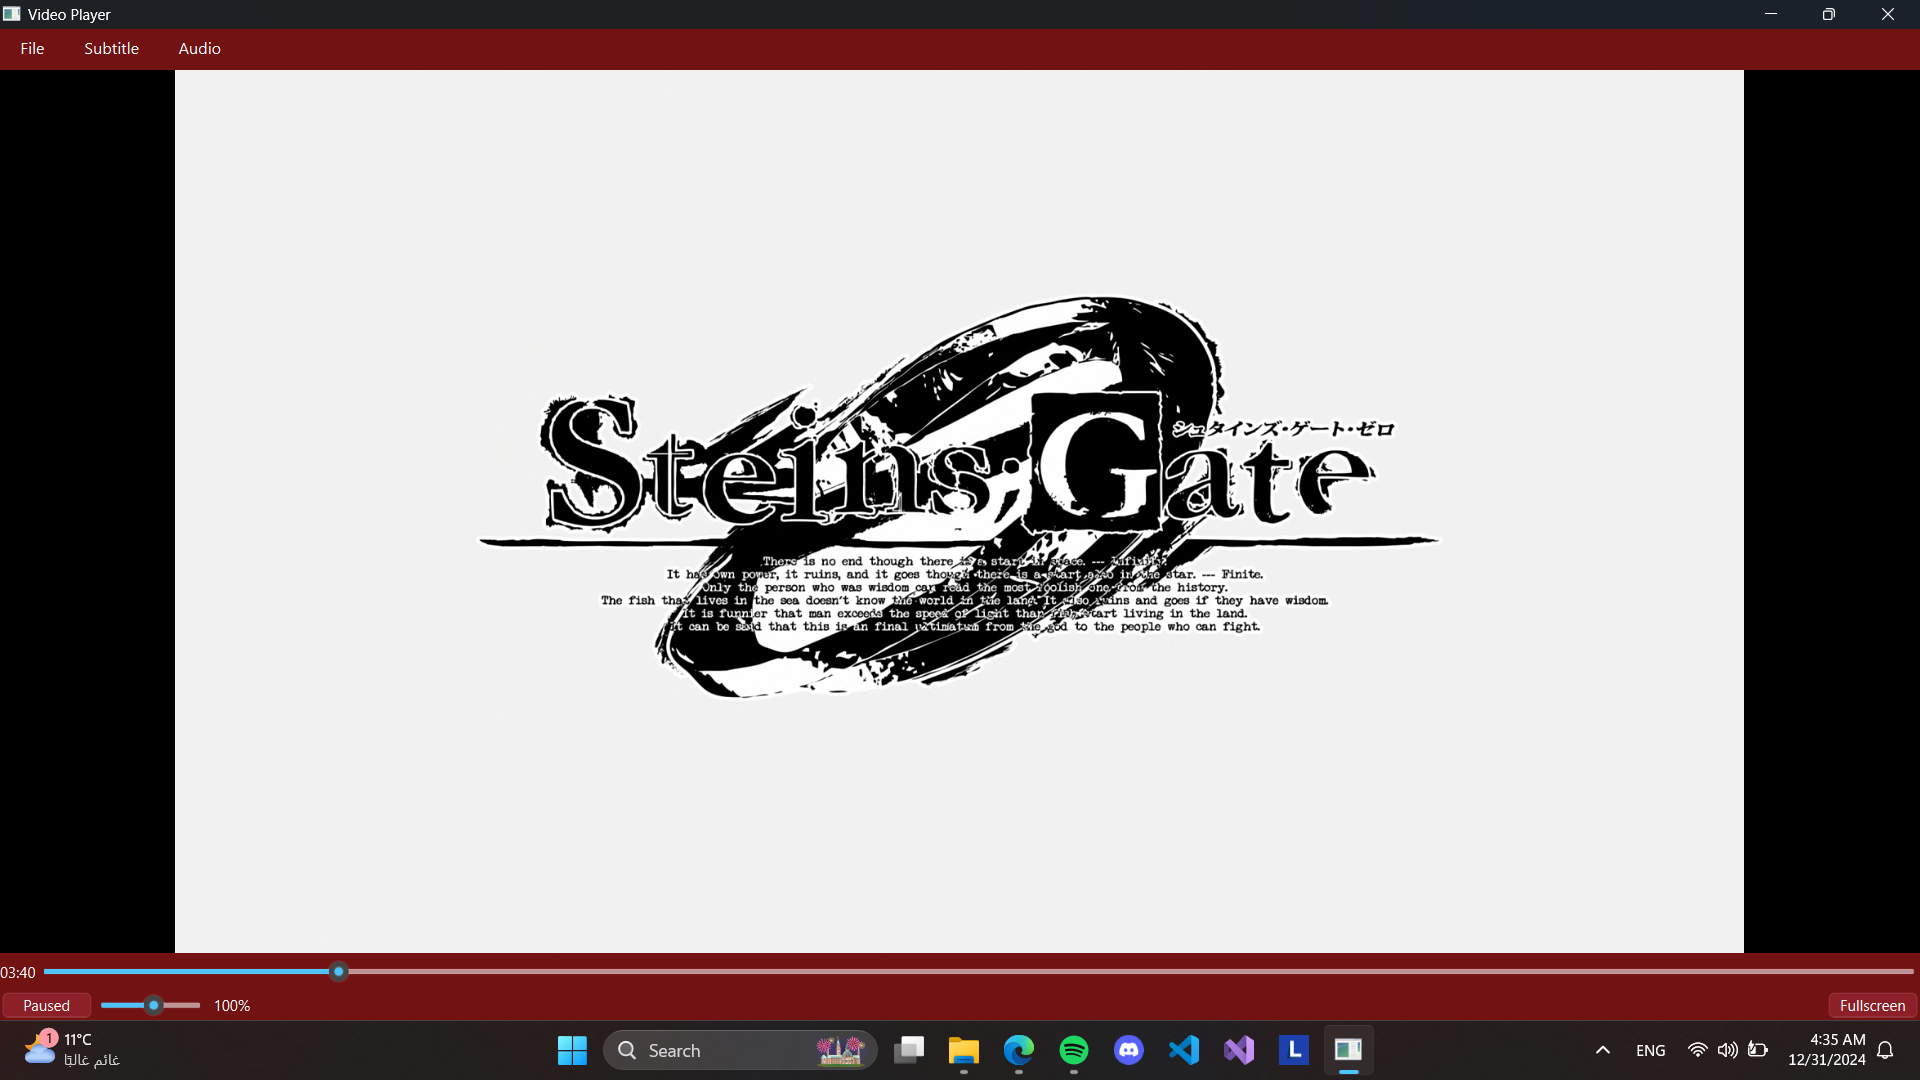 Video Player
File Subtitle Audio
シュタインズ・ゲート・ゼロ
Steins;Gate
There is no end though there is a start in space. --- Infinity.
It has own power, it ruins, and it goes though there is a start also in the star. --- Finite.
Only the person who was wisdom can read the most foolish one from the history.
The fish that lives in the sea doesn't know the world in the land. It also ruins and goes if they have wisdom.
It is funnier that man exceeds the speed of light than fish start living in the land.
It can be said that this is an final ultimatum from the god to the people who can fight.
03:40
Paused 100% Fullscreen
1
11°C
غائم غالبًا
Search
L
ENG
4:35 AM
12/31/2024